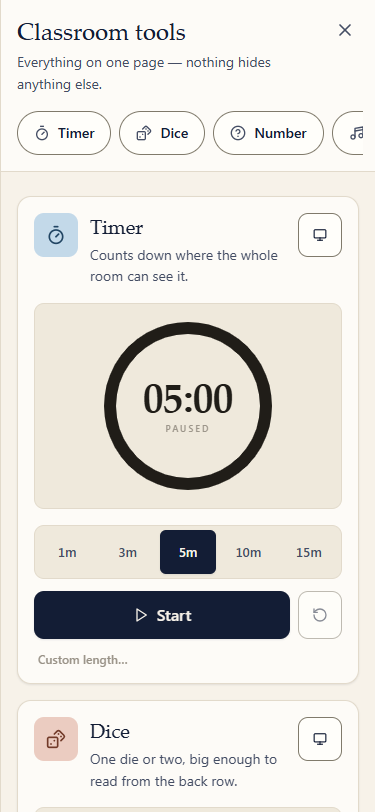 Classroom tools
Everything on one page — nothing hides
anything else.
Timer
Dice
Number
Timer
Counts down where the whole
room can see it.
05:00
PAUSED
1m
3m
5m
10m
15m
Start
Custom length...
Dice
One die or two, big enough to
read from the back row.